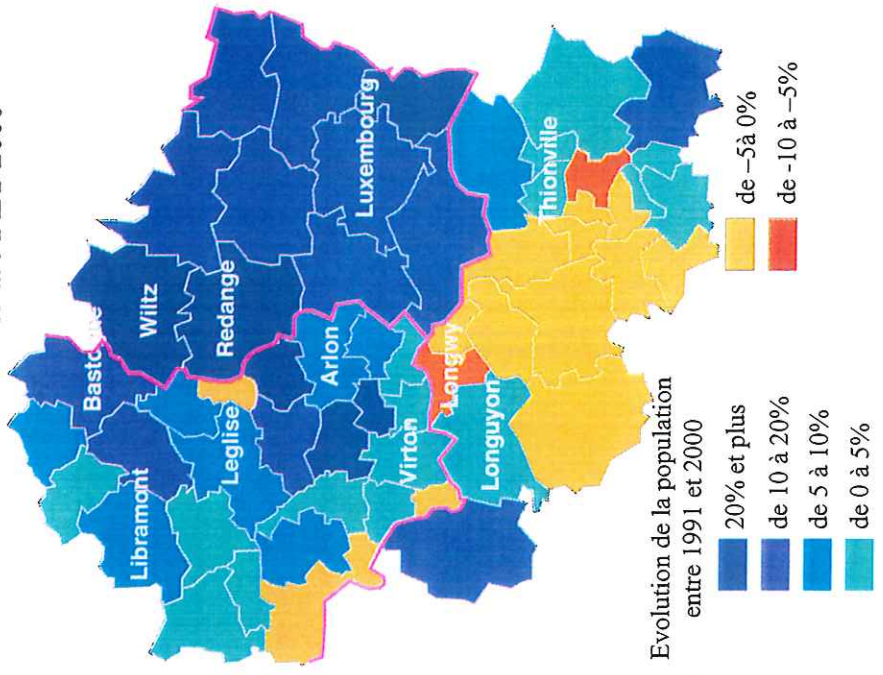 Bastogne
Libramont
Wiltz
Leglise
Redange
Arlon
Luxembourg
Virton
Longwy
Longuyon
Thionville
Evolution de la population
entre 1991 et 2000
20% et plus
de 10 à 20%
de 5 à 10%
de 0 à 5%
de –5à 0%
de -10 à –5%